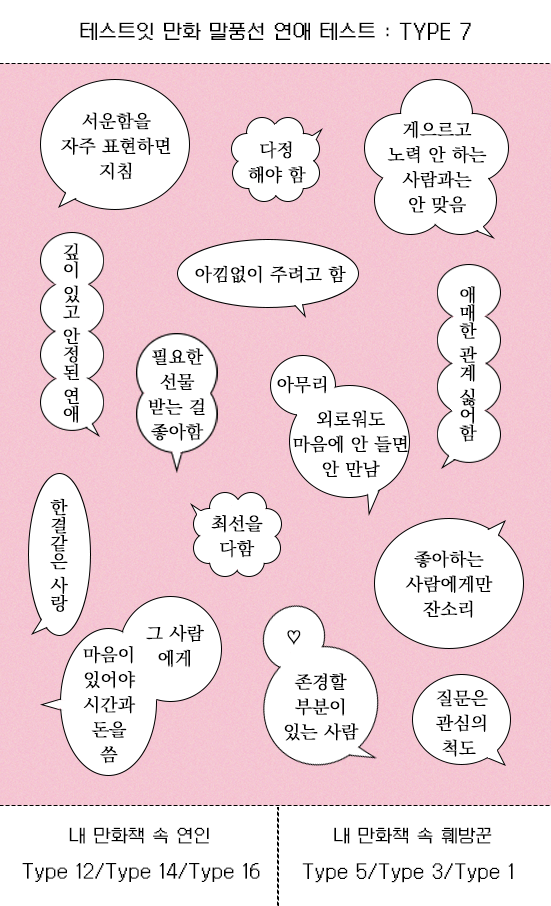 테스트잇 만화 말풍선 연애 테스트 : TYPE 7
서운함을
자주 표현하면
지침
다정
해야 함
게으르고
노력 안 하는
사람과는
안 맞음
깊이 있고 안정된 연애
아낌없이 주려고 함
애매한 관계 싫어함
필요한
선물
받는 걸
좋아함
아무리
외로워도
마음에 안 들면
안 만남
한결같은 사랑
최선을
다함
좋아하는
사람에게만
잔소리
그 사람
에게
마음이
있어야
시간과
돈을
씀
♡
존경할
부분이
있는 사람
질문은
관심의
척도
내 만화책 속 연인
Type 12/Type 14/Type 16
내 만화책 속 훼방꾼
Type 5/Type 3/Type 1